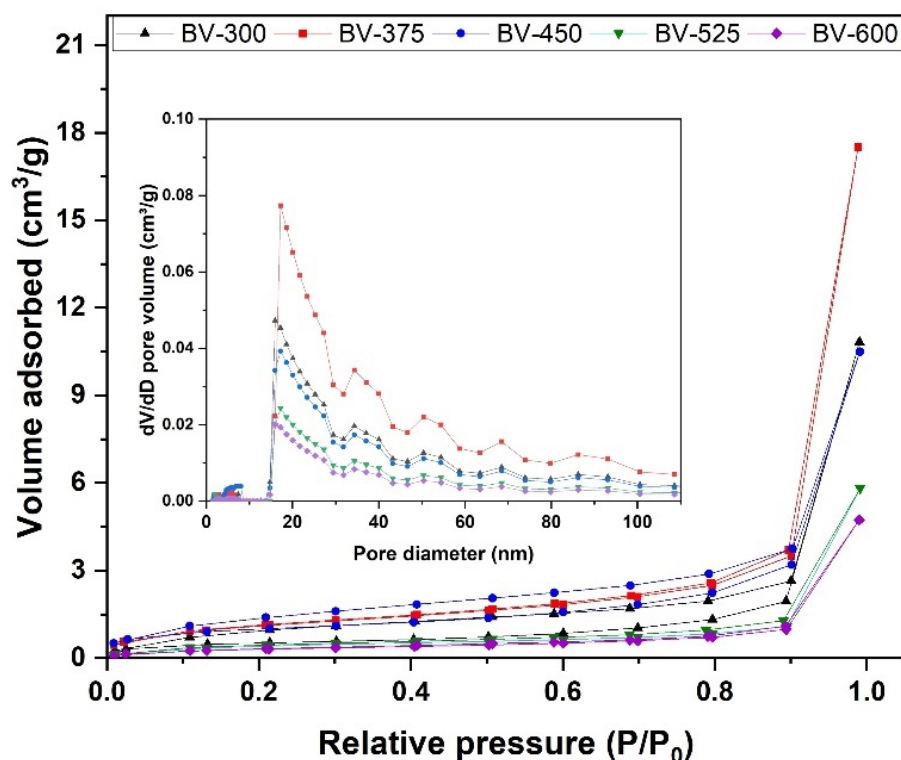 BV-300 BV-375 BV-450 BV-525 BV-600
21
18
15
12
9
6
3
0
Volume adsorbed (cm³/g)
0.0 0.2 0.4 0.6 0.8 1.0
Relative pressure (P/P₀)
0.10
0.08
0.06
0.04
0.02
0.00
dV/dD pore volume (cm³/g)
0 20 40 60 80 100
Pore diameter (nm)